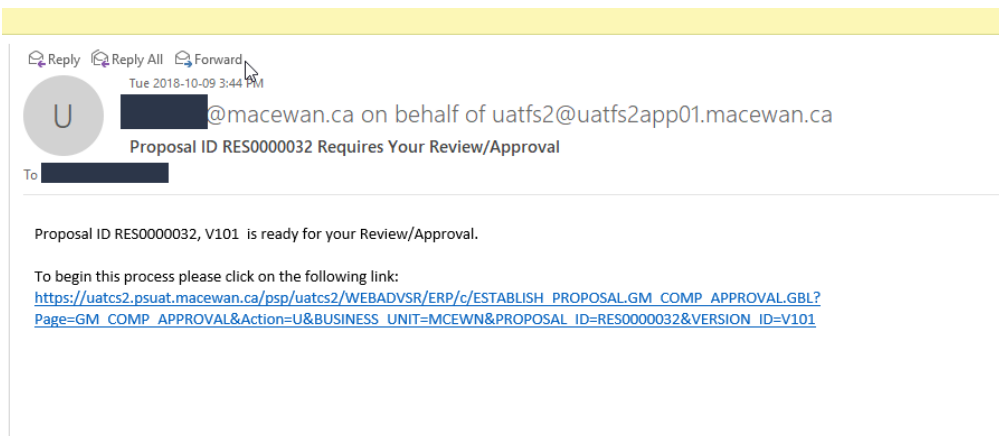 Reply Reply All Forward
Tue 2018-10-09 3:44 PM
U
@macewan.ca on behalf of uatfs2@uatfs2app01.macewan.ca
Proposal ID RES0000032 Requires Your Review/Approval
To
Proposal ID RES0000032, V101 is ready for your Review/Approval.
To begin this process please click on the following link:
https://uatcs2.psuat.macewan.ca/psp/uatcs2/WEBADVSR/ERP/c/ESTABLISH_PROPOSAL.GM_COMP_APPROVAL.GBL?
Page=GM_COMP_APPROVAL&Action=U&BUSINESS_UNIT=MCEWN&PROPOSAL_ID=RES0000032&VERSION_ID=V101